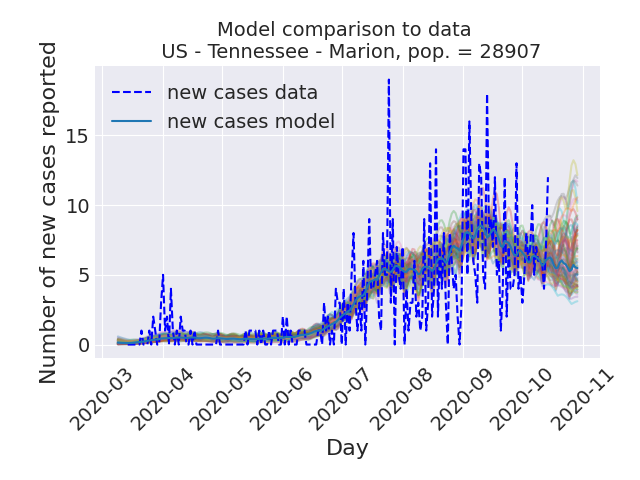 Model comparison to data
US - Tennessee - Marion, pop. = 28907
new cases data
new cases model
Number of new cases reported
15
10
5
0
2020-03
2020-04
2020-05
2020-06
2020-07
2020-08
2020-09
2020-10
2020-11
Day